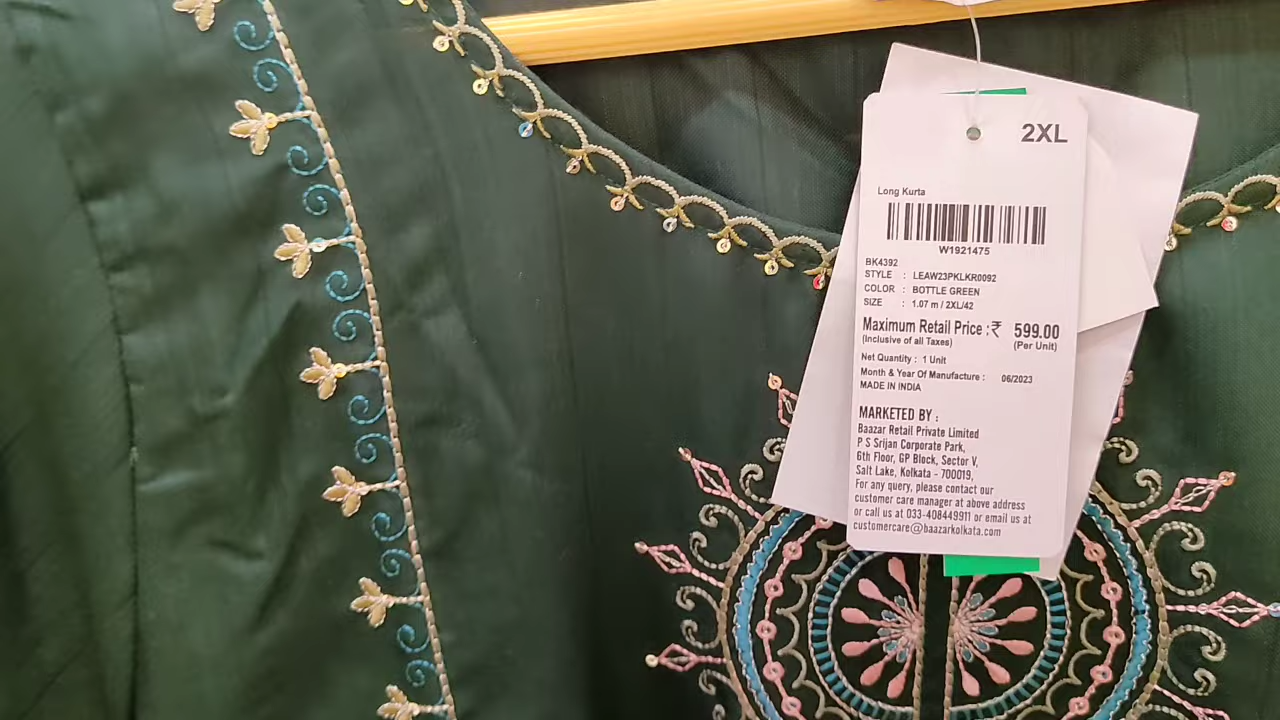 2XL
Long Kurta
W1921475
BK4392
STYLE : LEAW23PKLKR0092
COLOR : BOTTLE GREEN
SIZE : 1.07 m / 2XL/42
Maximum Retail Price :₹ 599.00
(Inclusive of all Taxes) (Per Unit)
Net Quantity : 1 Unit
Month & Year Of Manufacture : 06/2023
MADE IN INDIA
MARKETED BY :
Baazar Retail Private Limited
P S Srijan Corporate Park,
6th Floor, GP Block, Sector V,
Salt Lake, Kolkata - 700019,
For any query, please contact our
customer care manager at above address
or call us at 033-408449911 or email us at
customercare@baazarkolkata.com